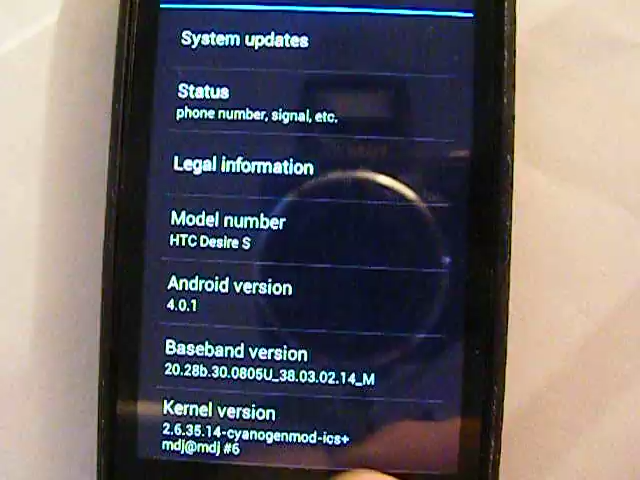 System updates
Status
phone number, signal, etc.
Legal information
Model number
HTC Desire S
Android version
4.0.1
Baseband version
20.28b.30.0805U_38.03.02.14_M
Kernel version
2.6.35.14-cyanogenmod-ics+
mdj@mdj #6